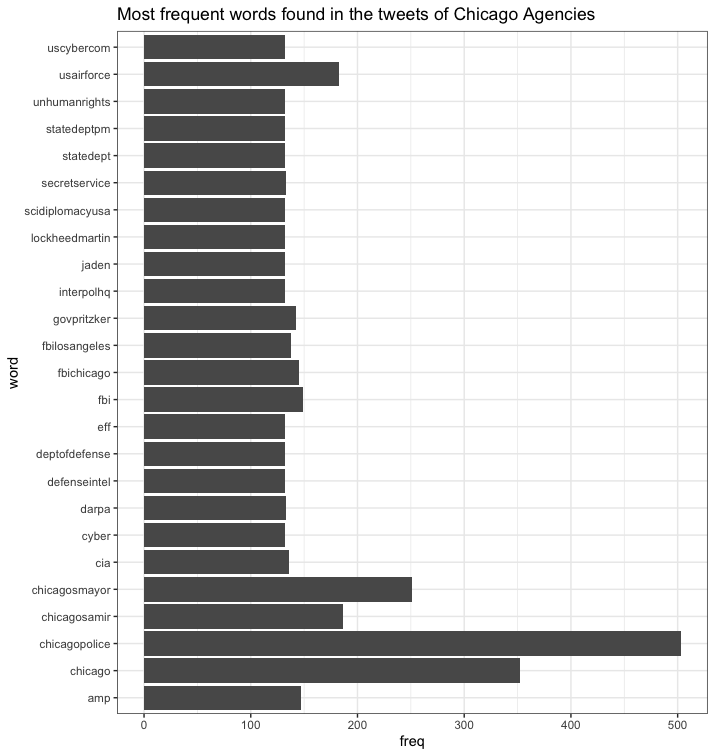 Most frequent words found in the tweets of Chicago Agencies
word
uscybercom
usairforce
unhumanrights
statedeptpm
statedept
secretservice
scidiplomacyusa
lockheedmartin
jaden
interpolhq
govpritzker
fbilosangeles
fbichicago
fbi
eff
deptofdefense
defenseintel
darpa
cyber
cia
chicagosmayor
chicagosamir
chicagopolice
chicago
amp
0 100 200 300 400 500
freq